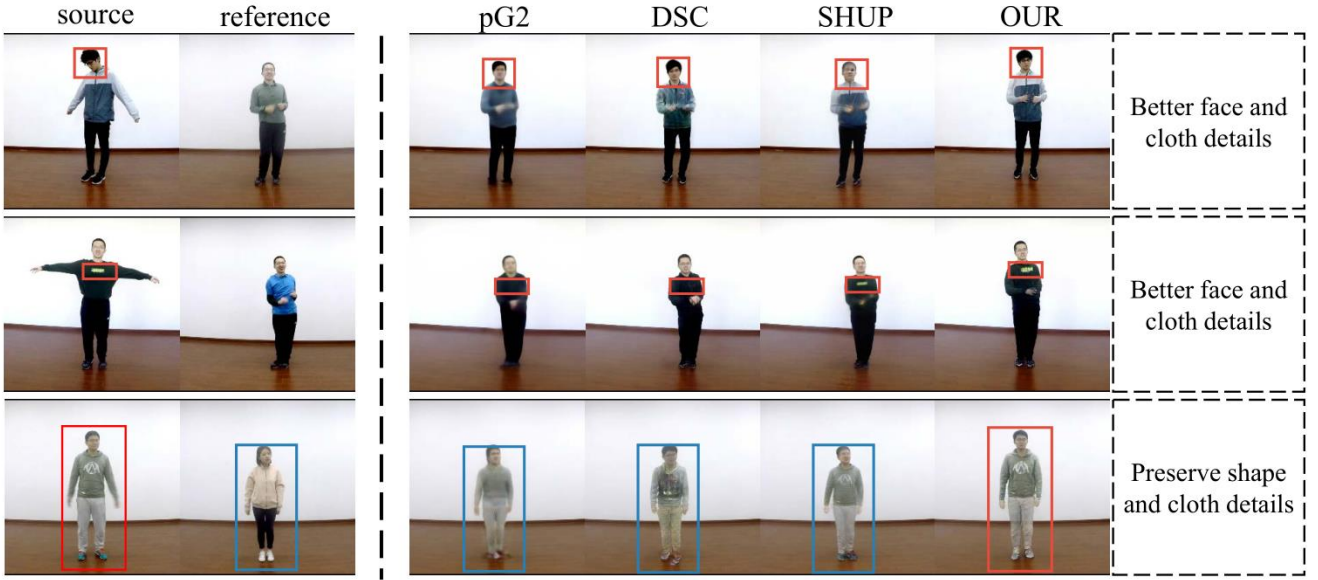 source reference pG2 DSC SHUP OUR
Better face and
cloth details
Better face and
cloth details
Preserve shape
and cloth details